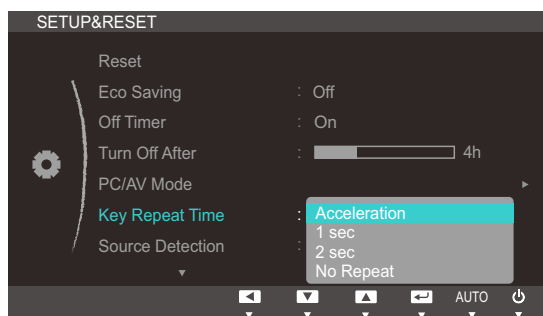 SETUP&RESET
Reset
Eco Saving : Off
Off Timer : On
Turn Off After : 4h
PC/AV Mode
Key Repeat Time : Acceleration
1 sec
Source Detection : 2 sec
No Repeat
AUTO